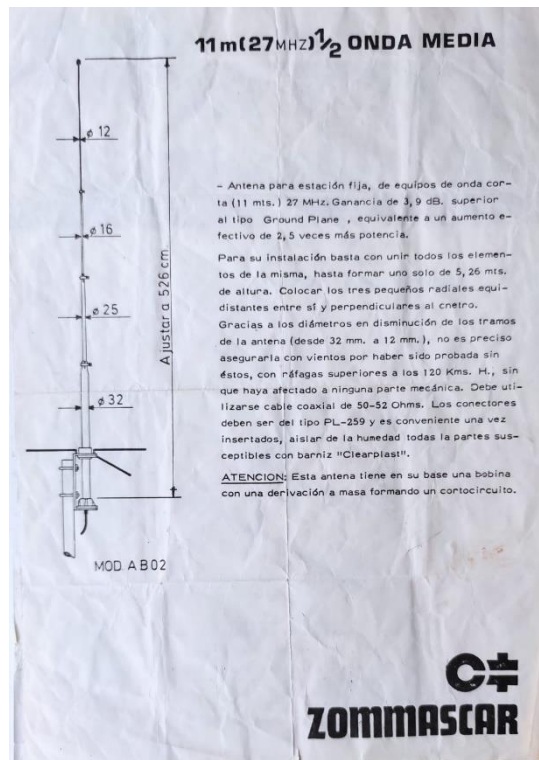 11m(27MHZ)1/2 ONDA MEDIA
ø 12
ø 16
ø 25
ø 32
Ajustar a 526 cm.
MOD. AB02
- Antena para estación fija, de equipos de onda cor-
ta (11 mts.) 27 MHz. Ganancia de 3,9 dB. superior
al tipo Ground Plane , equivalente a un aumento e-
fectivo de 2,5 veces más potencia.
Para su instalación basta con unir todos los elemen-
tos de la misma, hasta formar uno solo de 5,26 mts.
de altura. Colocar los tres pequeños radiales equi-
distantes entre sí y perpendiculares al cnetro.
Gracias a los diámetros en disminución de los tramos
de la antena (desde 32 mm. a 12 mm.), no es preciso
asegurarla con vientos por haber sido probada sin
éstos, con ráfagas superiores a los 120 Kms. H., sin
que haya afectado a ninguna parte mecánica. Debe uti-
lizarse cable coaxial de 50-52 Ohms. Los conectores
deben ser del tipo PL-259 y es conveniente una vez
insertados, aislar de la humedad todas la partes sus-
ceptibles con barniz "Clearplast".
ATENCION: Esta antena tiene en su base una bobina
con una derivación a masa formando un cortocircuito.
ZOMMASCAR